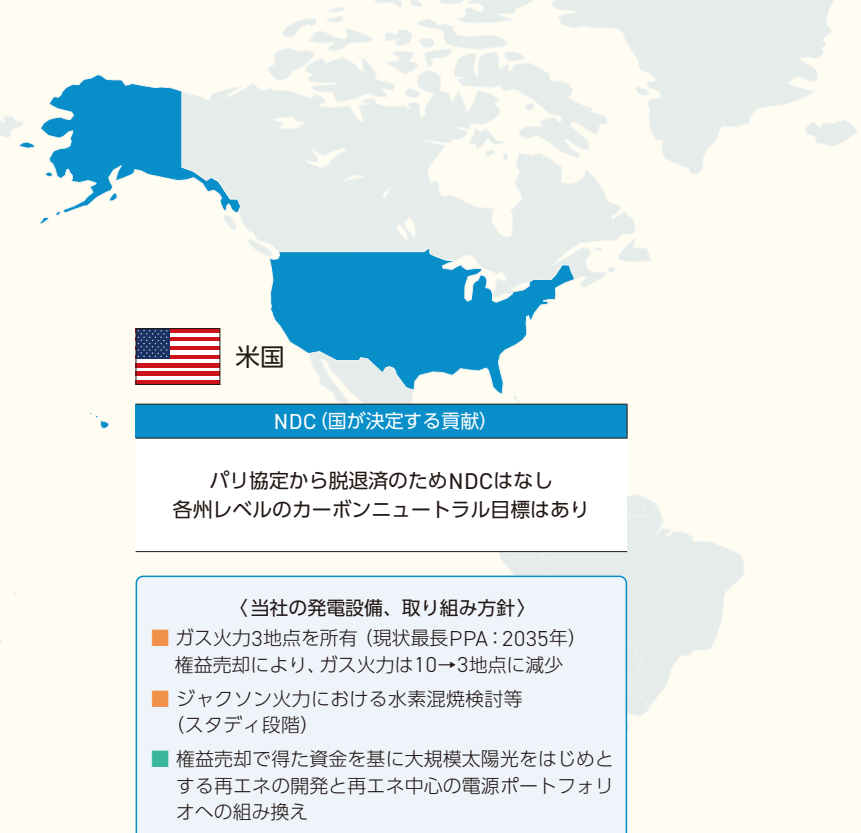 米国
NDC（国が決定する貢献）
パリ協定から脱退済のためNDCはなし
各州レベルのカーボンニュートラル目標はあり
〈当社の発電設備、取り組み方針〉
ガス火力3地点を所有（現状最長PPA：2035年）
権益売却により、ガス火力は10→3地点に減少
ジャクソン火力における水素混焼検討等
（スタディ段階）
権益売却で得た資金を基に大規模太陽光をはじめと
する再エネの開発と再エネ中心の電源ポートフォリ
オへの組み換え